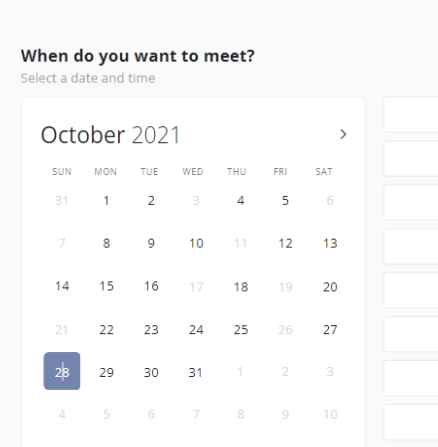 When do you want to meet?
Select a date and time
October 2021
SUN MON TUE WED THU FRI SAT
31 1 2 3 4 5 6
7 8 9 10 11 12 13
14 15 16 17 18 19 20
21 22 23 24 25 26 27
28 29 30 31 1 2 3
4 5 6 7 8 9 10